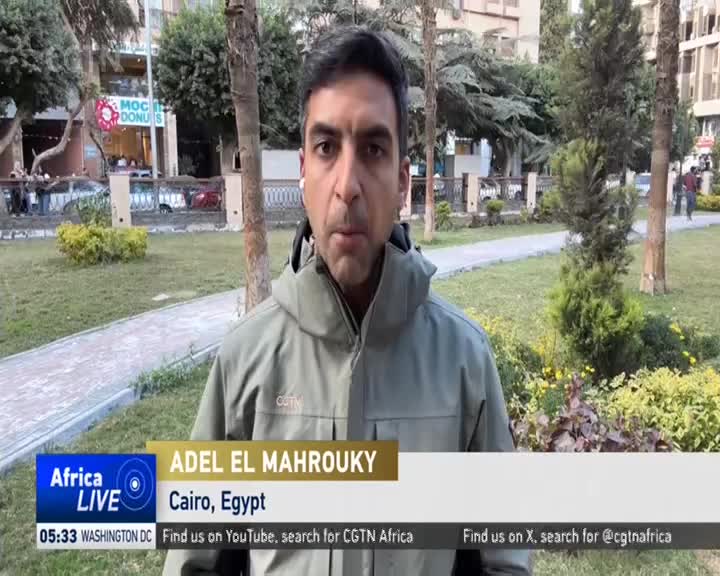 MOCHI
DONUTS
CGTN
ADEL EL MAHROUKY
Africa
LIVE
Cairo, Egypt
05:33 WASHINGTON DC
Find us on YouTube, search for CGTN Africa
Find us on X, search for @cgtnafrica